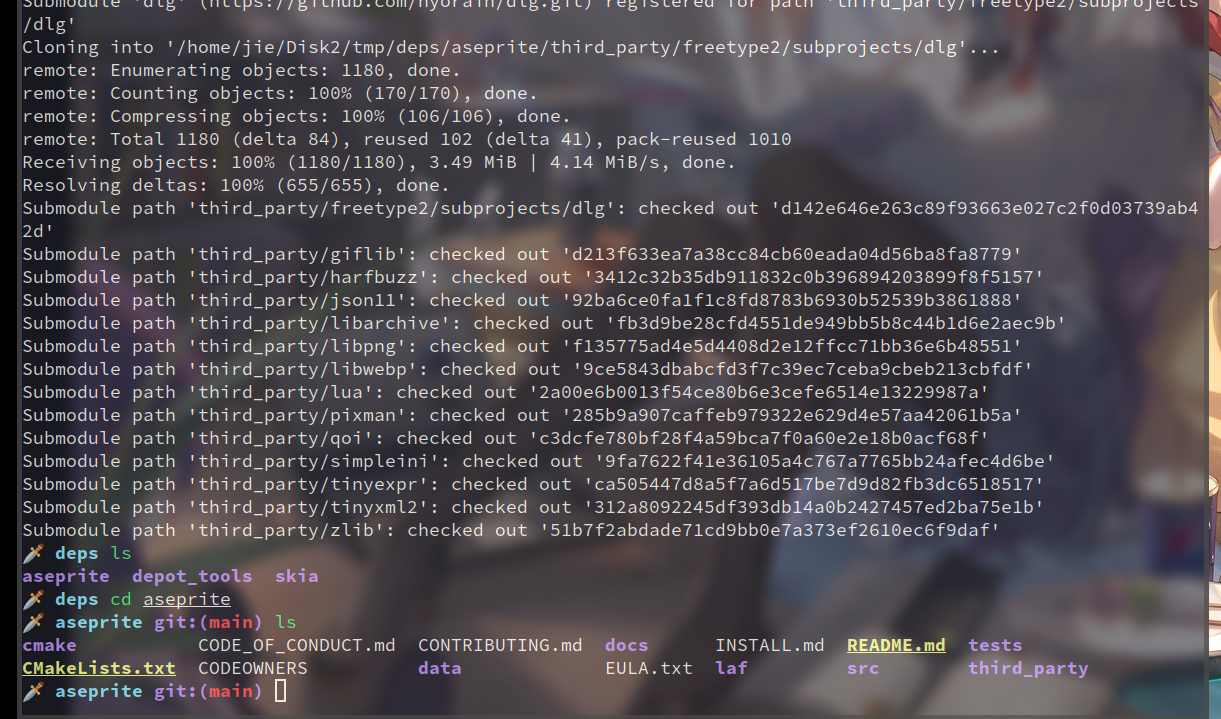 Submodule 'dlg' (https://github.com/nyorain/dlg.git) registered for path 'third_party/freetype2/subprojects
/dlg'
Cloning into '/home/jie/Disk2/tmp/deps/aseprite/third_party/freetype2/subprojects/dlg'...
remote: Enumerating objects: 1180, done.
remote: Counting objects: 100% (170/170), done.
remote: Compressing objects: 100% (106/106), done.
remote: Total 1180 (delta 84), reused 102 (delta 41), pack-reused 1010
Receiving objects: 100% (1180/1180), 3.49 MiB | 4.14 MiB/s, done.
Resolving deltas: 100% (655/655), done.
Submodule path 'third_party/freetype2/subprojects/dlg': checked out 'd142e646e263c89f93663e027c2f0d03739ab4
2d'
Submodule path 'third_party/giflib': checked out 'd213f633ea7a38cc84cb60eada04d56ba8fa8779'
Submodule path 'third_party/harfbuzz': checked out '3412c32b35db911832c0b396894203899f8f5157'
Submodule path 'third_party/json11': checked out '92ba6ce0fa1f1c8fd8783b6930b52539b3861888'
Submodule path 'third_party/libarchive': checked out 'fb3d9be28cfd4551de949bb5b8c44b1d6e2aec9b'
Submodule path 'third_party/libpng': checked out 'f135775ad4e5d4408d2e12ffcc71bb36e6b48551'
Submodule path 'third_party/libwebp': checked out '9ce5843dbabcfd3f7c39ec7ceba9cbeb213cbfdf'
Submodule path 'third_party/lua': checked out '2a00e6b0013f54ce80b6e3cefe6514e13229987a'
Submodule path 'third_party/pixman': checked out '285b9a907caffeb979322e629d4e57aa42061b5a'
Submodule path 'third_party/qoi': checked out 'c3dcfe780bf28f4a59bca7f0a60e2e18b0acf68f'
Submodule path 'third_party/simpleini': checked out '9fa7622f41e36105a4c767a7765bb24afec4d6be'
Submodule path 'third_party/tinyexpr': checked out 'ca505447d8a5f7a6d517be7d9d82fb3dc6518517'
Submodule path 'third_party/tinyxml2': checked out '312a8092245df393db14a0b2427457ed2ba75e1b'
Submodule path 'third_party/zlib': checked out '51b7f2abdade71cd9bb0e7a373ef2610ec6f9daf'
🗡 deps ls
aseprite depot_tools skia
🗡 deps cd aseprite
🗡 aseprite git:(main) ls
cmake CODE_OF_CONDUCT.md CONTRIBUTING.md docs INSTALL.md README.md tests
CMakeLists.txt CODEOWNERS data EULA.txt laf src third_party
🗡 aseprite git:(main)